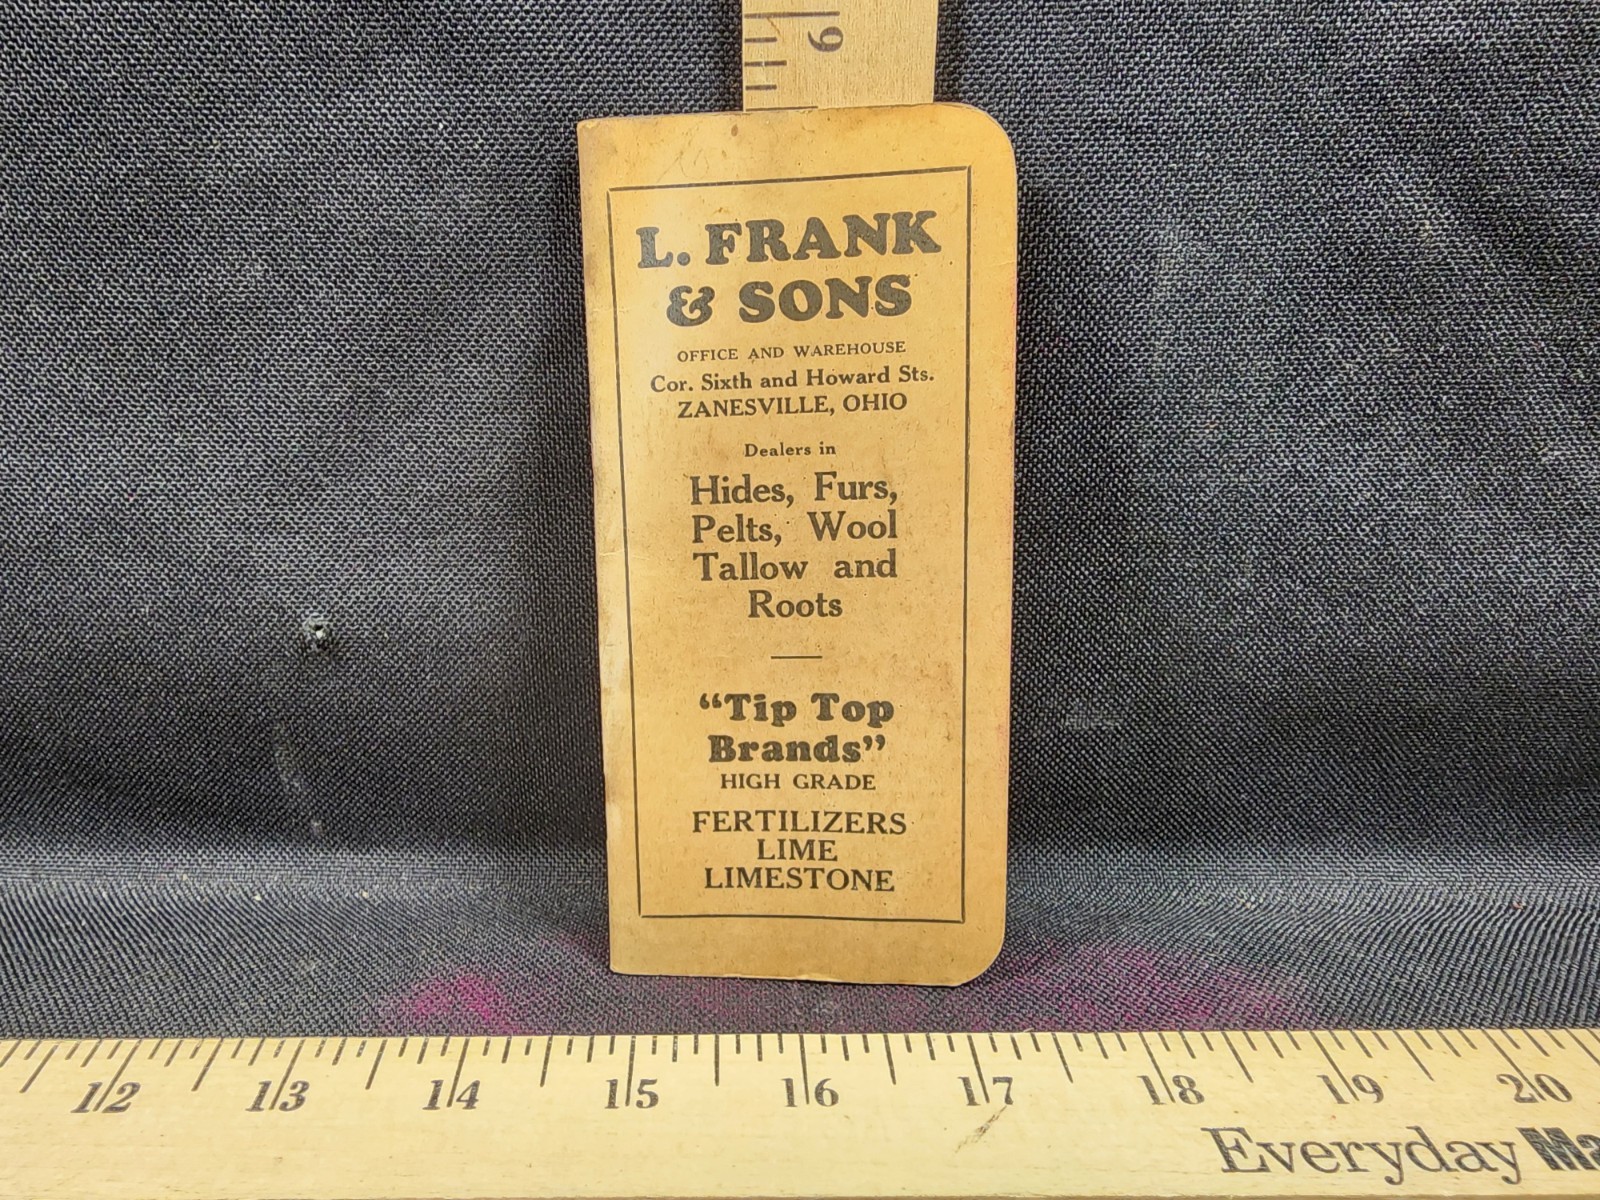 9
L. FRANK
& SONS
OFFICE AND WAREHOUSE
Cor. Sixth and Howard Sts.
ZANESVILLE, OHIO
Dealers in
Hides, Furs,
Pelts, Wool
Tallow and
Roots
“Tip Top
Brands”
HIGH GRADE
FERTILIZERS
LIME
LIMESTONE
12 13 14 15 16 17 18 19 20
Everyday